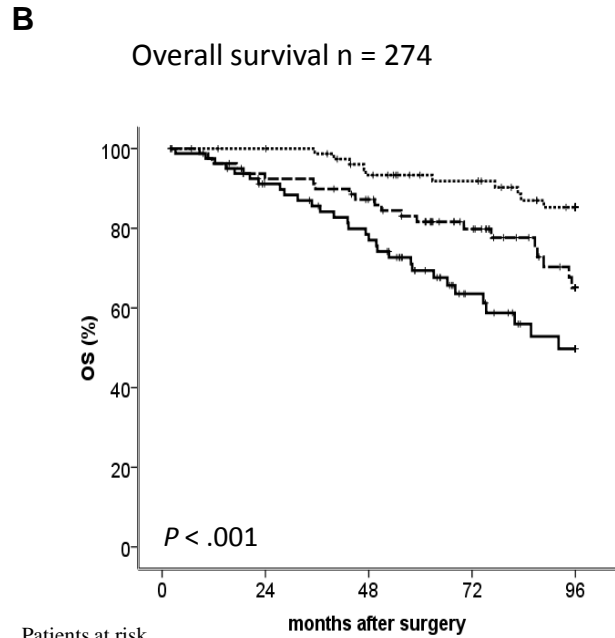 B
Overall survival n = 274
100
80
60
40
20
0
OS (%)
P < .001
0 24 48 72 96
months after surgery
Patients at risk